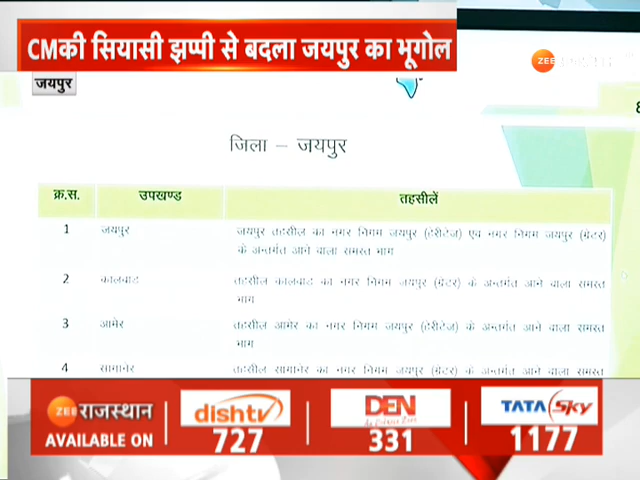 CMकी सियासी झप्पी से बदला जयपुर का भूगोल
ZEE
जयपुर
जिला – जयपुर
क्र.स. उपखण्ड तहसीलें
1 जयपुर जयपुर तहसील का नगर निगम जयपुर (हेरीटेज) एवं नगर निगम जयपुर (ग्रेटर)
के अन्तर्गत आने वाला समस्त भाग
2 कालवाड तहसील कालवाड का नगर निगम जयपुर (ग्रेटर) के अन्तर्गत आने वाला समस्त
भाग
3 आमेर तहसील आमेर का नगर निगम जयपुर (हेरीटेज) के अन्तर्गत आने वाला समस्त
भाग
4 सांगानेर तहसील सांगानेर का नगर निगम जयपुर (ग्रेटर) के अन्तर्गत आने वाला समस्त
ZEE राजस्थान
AVAILABLE ON
dishtv
727
DEN
331
TATA Sky
1177